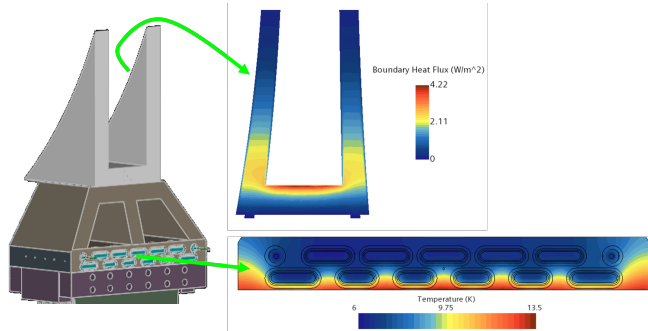 Boundary Heat Flux (W/m^2)
4.22
2.11
0
Temperature (K)
6 9.75 13.5